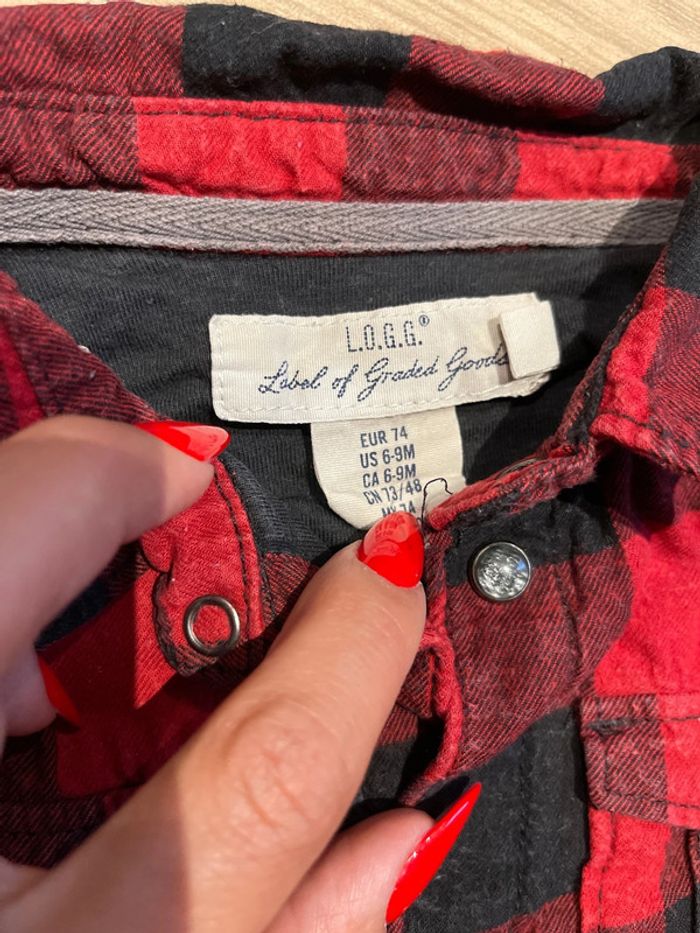 L.O.G.G.®
Label of Graded Goods
EUR 74
US 6-9M
CA 6-9M
CN 73/48